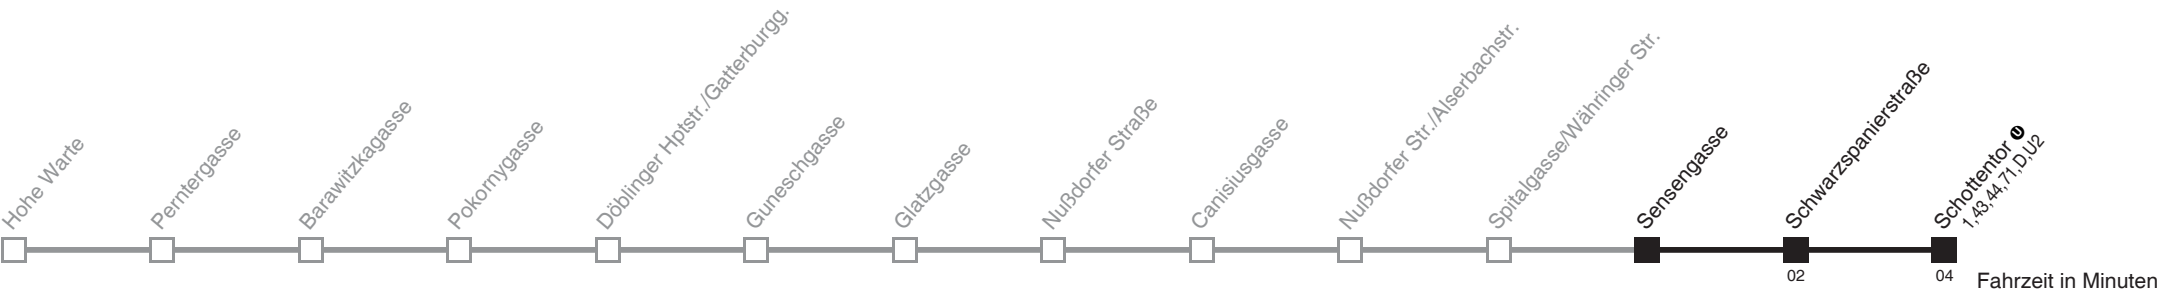 Hohe Warte
Perntergasse
Barawitzkagasse
Pokornygasse
Döblinger Hptstr./Gatterburgg.
Guneschgasse
Glatzgasse
Nußdorfer Straße
Canisiusgasse
Nußdorfer Str./Alserbachstr.
Spitalgasse/Währinger Str.
Sensengasse
Schwarzspanierstraße
Schottentor U
1,43,44,71,D,U2
02
04
Fahrzeit in Minuten